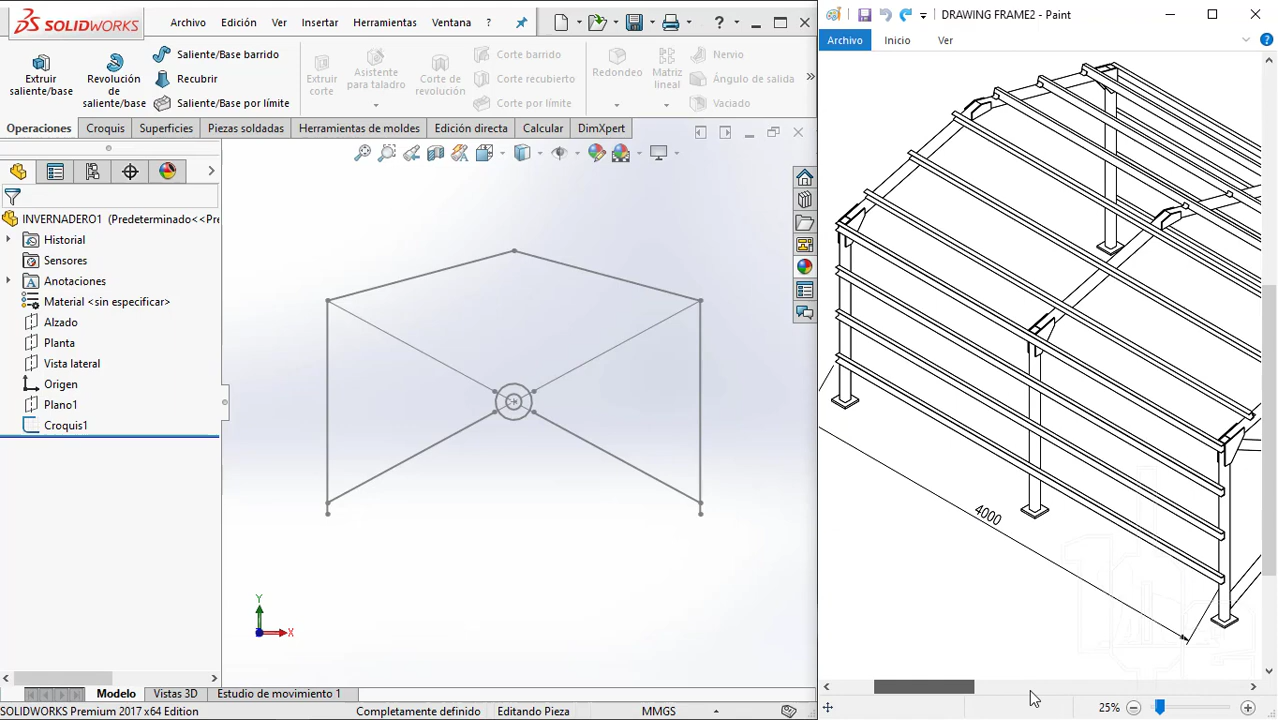 SOLIDWORKS
Archivo Edición Ver Insertar Herramientas Ventana ?
DRAWING FRAME2 - Paint
Archivo Inicio Ver
Extruir saliente/base
Revolución de saliente/base
Saliente/Base barrido
Recubrir
Saliente/Base por límite
Extruir corte
Asistente para taladro
Corte de revolución
Corte barrido
Corte recubierto
Corte por límite
Redondeo
Matriz lineal
Nervio
Ángulo de salida
Vaciado
Operaciones Croquis Superficies Piezas soldadas Herramientas de moldes Edición directa Calcular DimXpert
INVERNADERO1 (Predeterminado<<Pre
Historial
Sensores
Anotaciones
Material <sin especificar>
Alzado
Planta
Vista lateral
Origen
Plano1
Croquis1
Y
X
4000
Modelo Vistas 3D Estudio de movimiento 1
SOLIDWORKS Premium 2017 x64 Edition Completamente definido Editando Pieza MMGS
25%